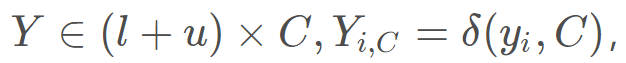 Y ∈ (l + u) × C, Y_{i,C} = δ(y_i, C),